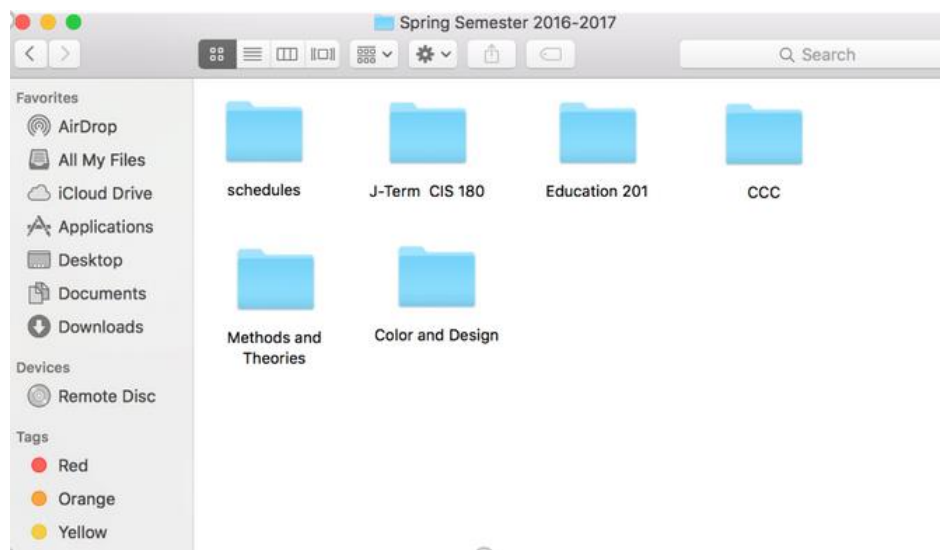 Spring Semester 2016-2017
Search
Favorites
AirDrop
All My Files
iCloud Drive
Applications
Desktop
Documents
Downloads
Devices
Remote Disc
Tags
Red
Orange
Yellow
schedules
J-Term CIS 180
Education 201
CCC
Methods and
Theories
Color and Design